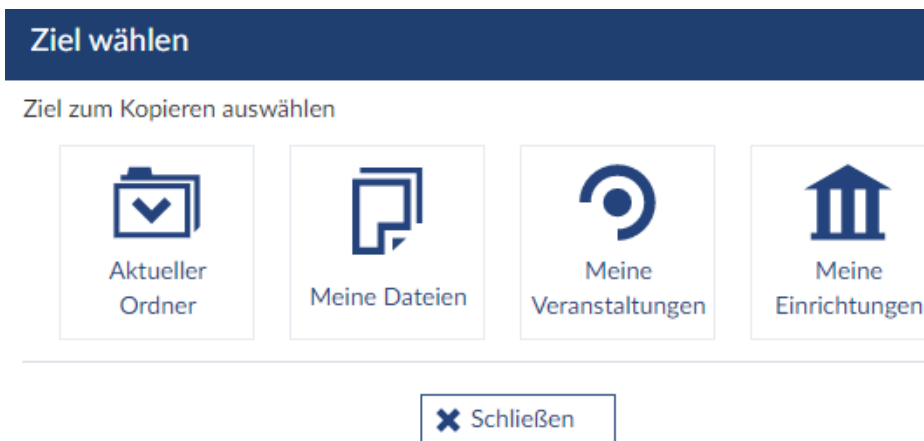 Ziel wählen
Ziel zum Kopieren auswählen
Aktueller
Ordner
Meine Dateien
Meine
Veranstaltungen
Meine
Einrichtungen
Schließen